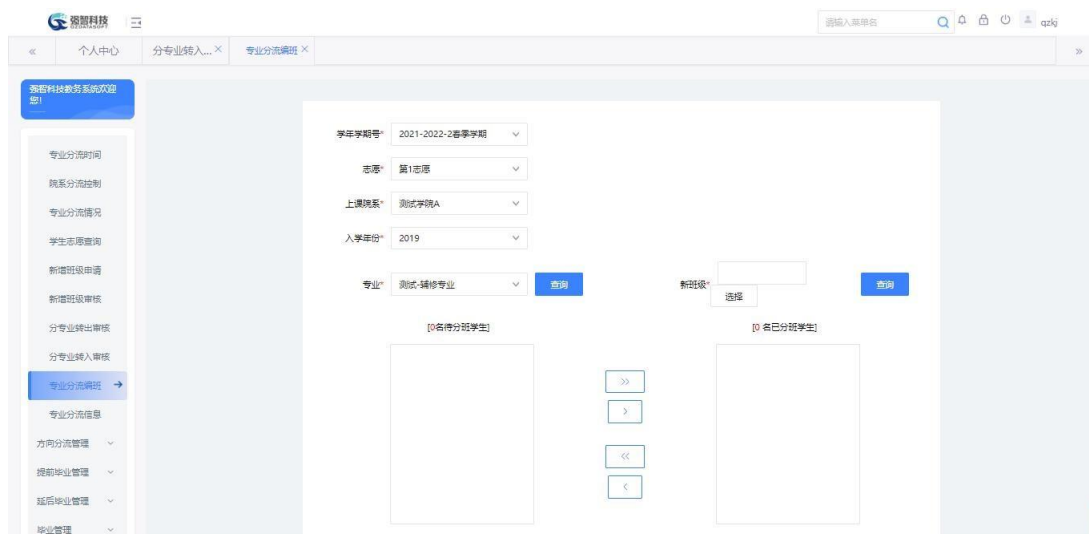 强智科技
QZDATASOFT
请输入菜单名
qzkj
个人中心
分专业转入...
专业分流编班
强智科技教务系统欢迎
您!
专业分流时间
院系分流控制
专业分流情况
学生志愿查询
新增班级申请
新增班级审核
分专业转出审核
分专业转入审核
专业分流编班
专业分流信息
方向分流管理
提前毕业管理
延后毕业管理
毕业管理
学年学期号* 2021-2022-2春季学期
志愿* 第1志愿
上课院系* 测试学院A
入学年份* 2019
专业* 测试-辅修专业 查询
新班级* 选择 查询
[0名待分班学生]
[0 名已分班学生]
>>
>
<<
<